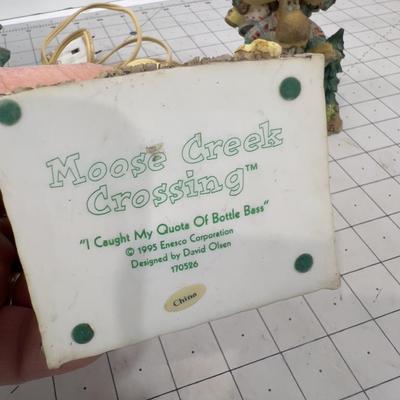 Moose Creek
Crossing™
"I Caught My Quota Of Bottle Bass"
© 1995 Enesco Corporation
Designed by David Olsen
170526
China